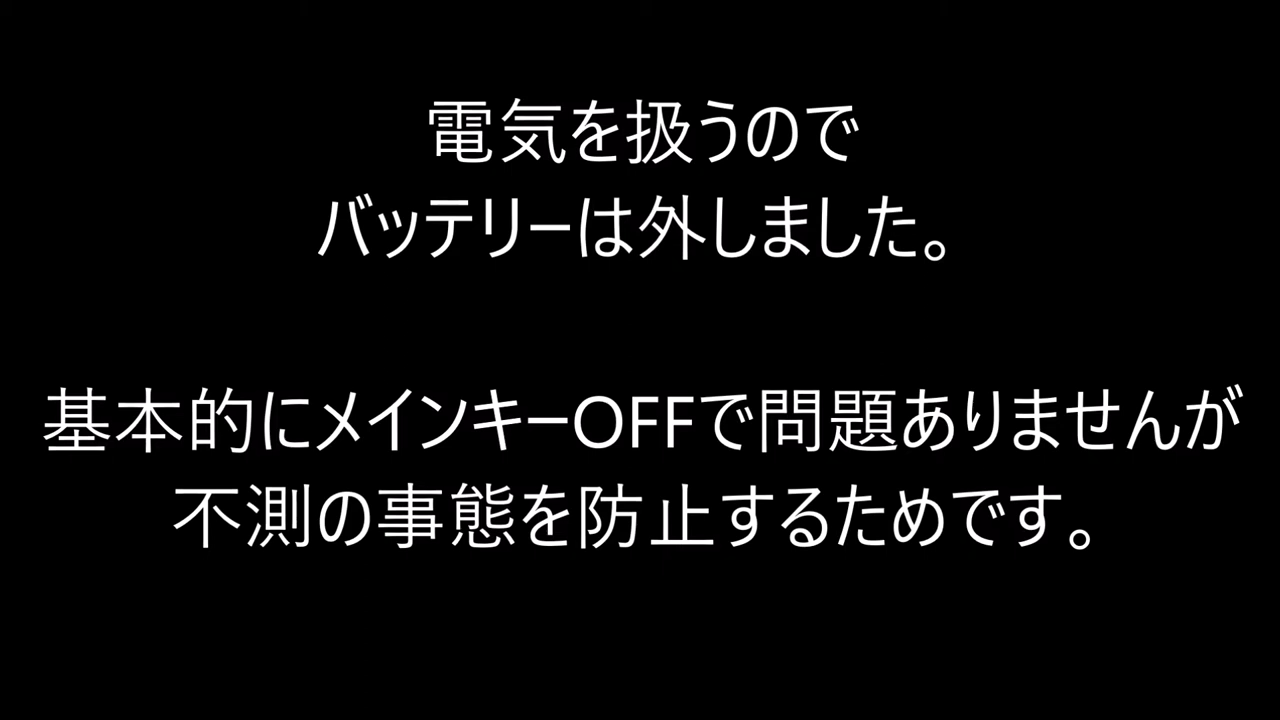 電気を扱うので
バッテリーは外しました。
基本的にメインキーOFFで問題ありませんが
不測の事態を防止するためです。